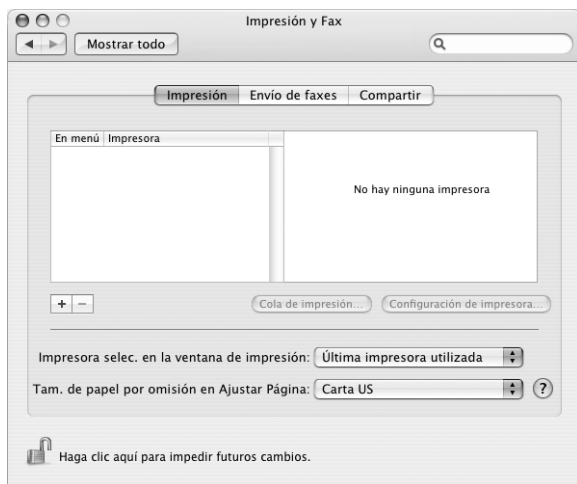 Impresión y Fax
Mostrar todo
Impresión Envío de faxes Compartir
En menú Impresora
No hay ninguna impresora
+ −
Cola de impresión... Configuración de impresora...
Impresora selec. en la ventana de impresión: Última impresora utilizada
Tam. de papel por omisión en Ajustar Página: Carta US ?
Haga clic aquí para impedir futuros cambios.